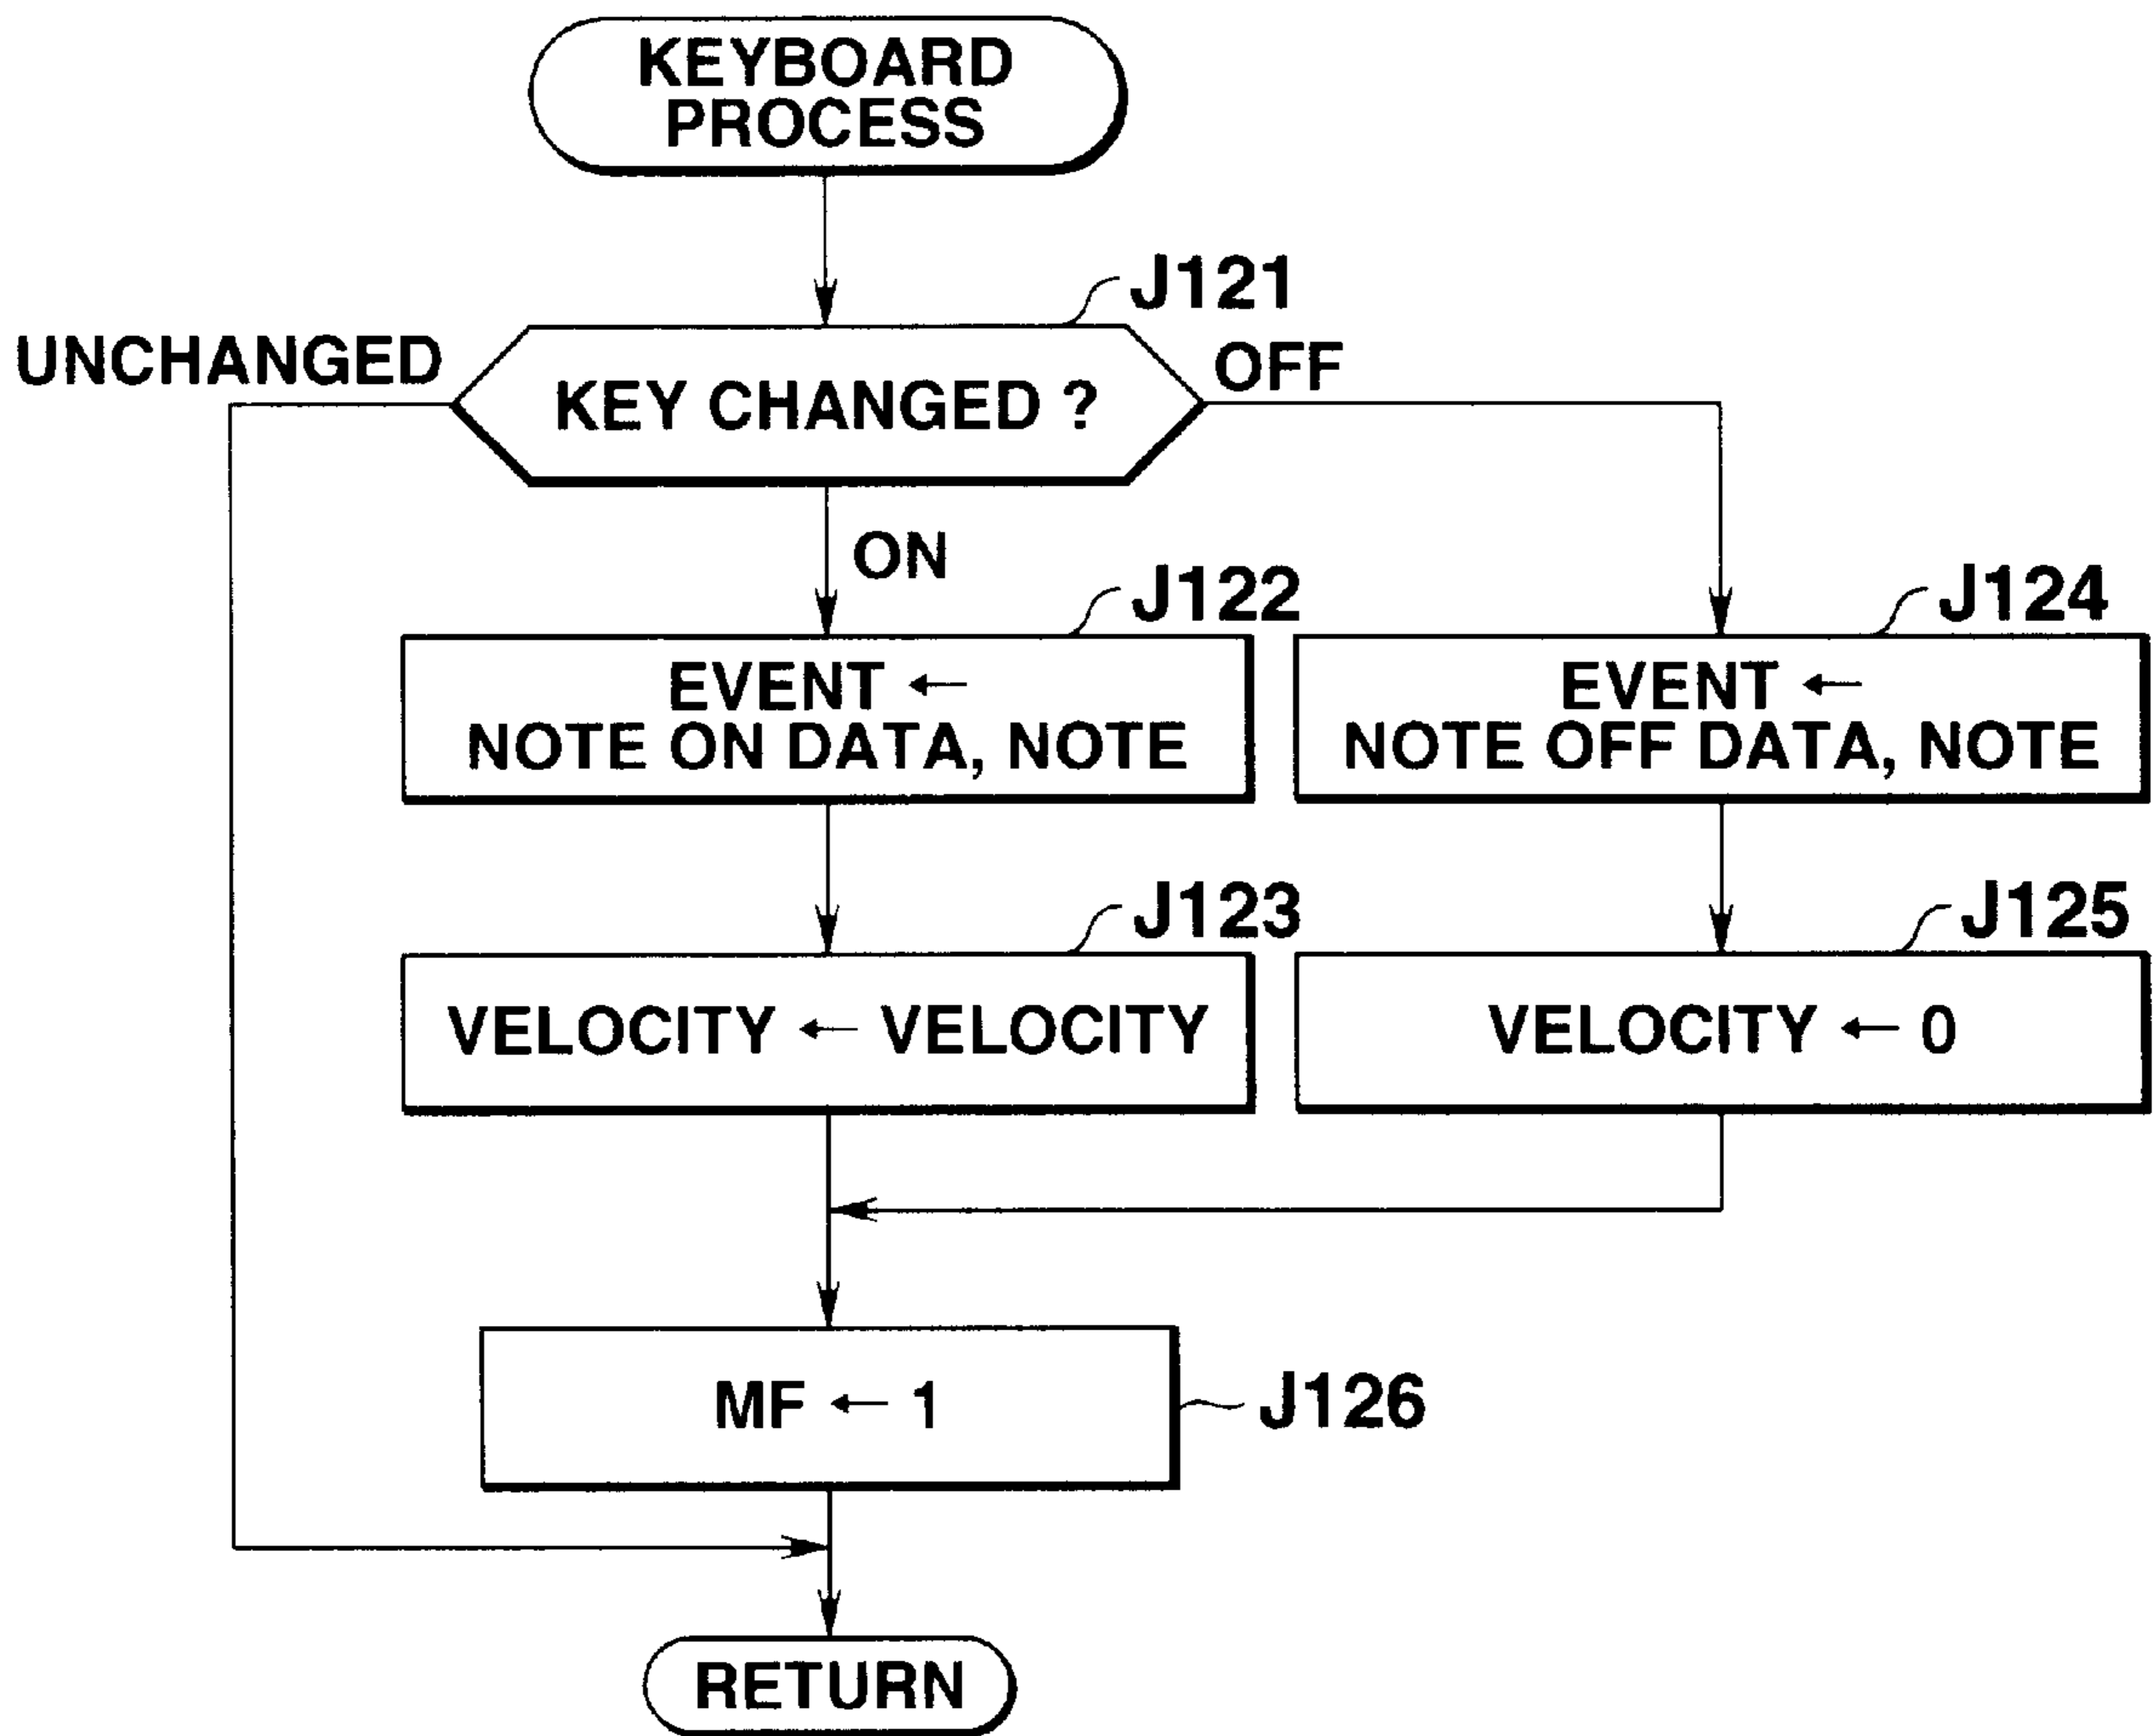 KEYBOARD
PROCESS
J121
UNCHANGED
OFF
KEY CHANGED ?
ON
J122
J124
EVENT ←
NOTE ON DATA, NOTE
EVENT ←
NOTE OFF DATA, NOTE
J123
J125
VELOCITY ← VELOCITY
VELOCITY ← 0
MF ← 1
J126
RETURN